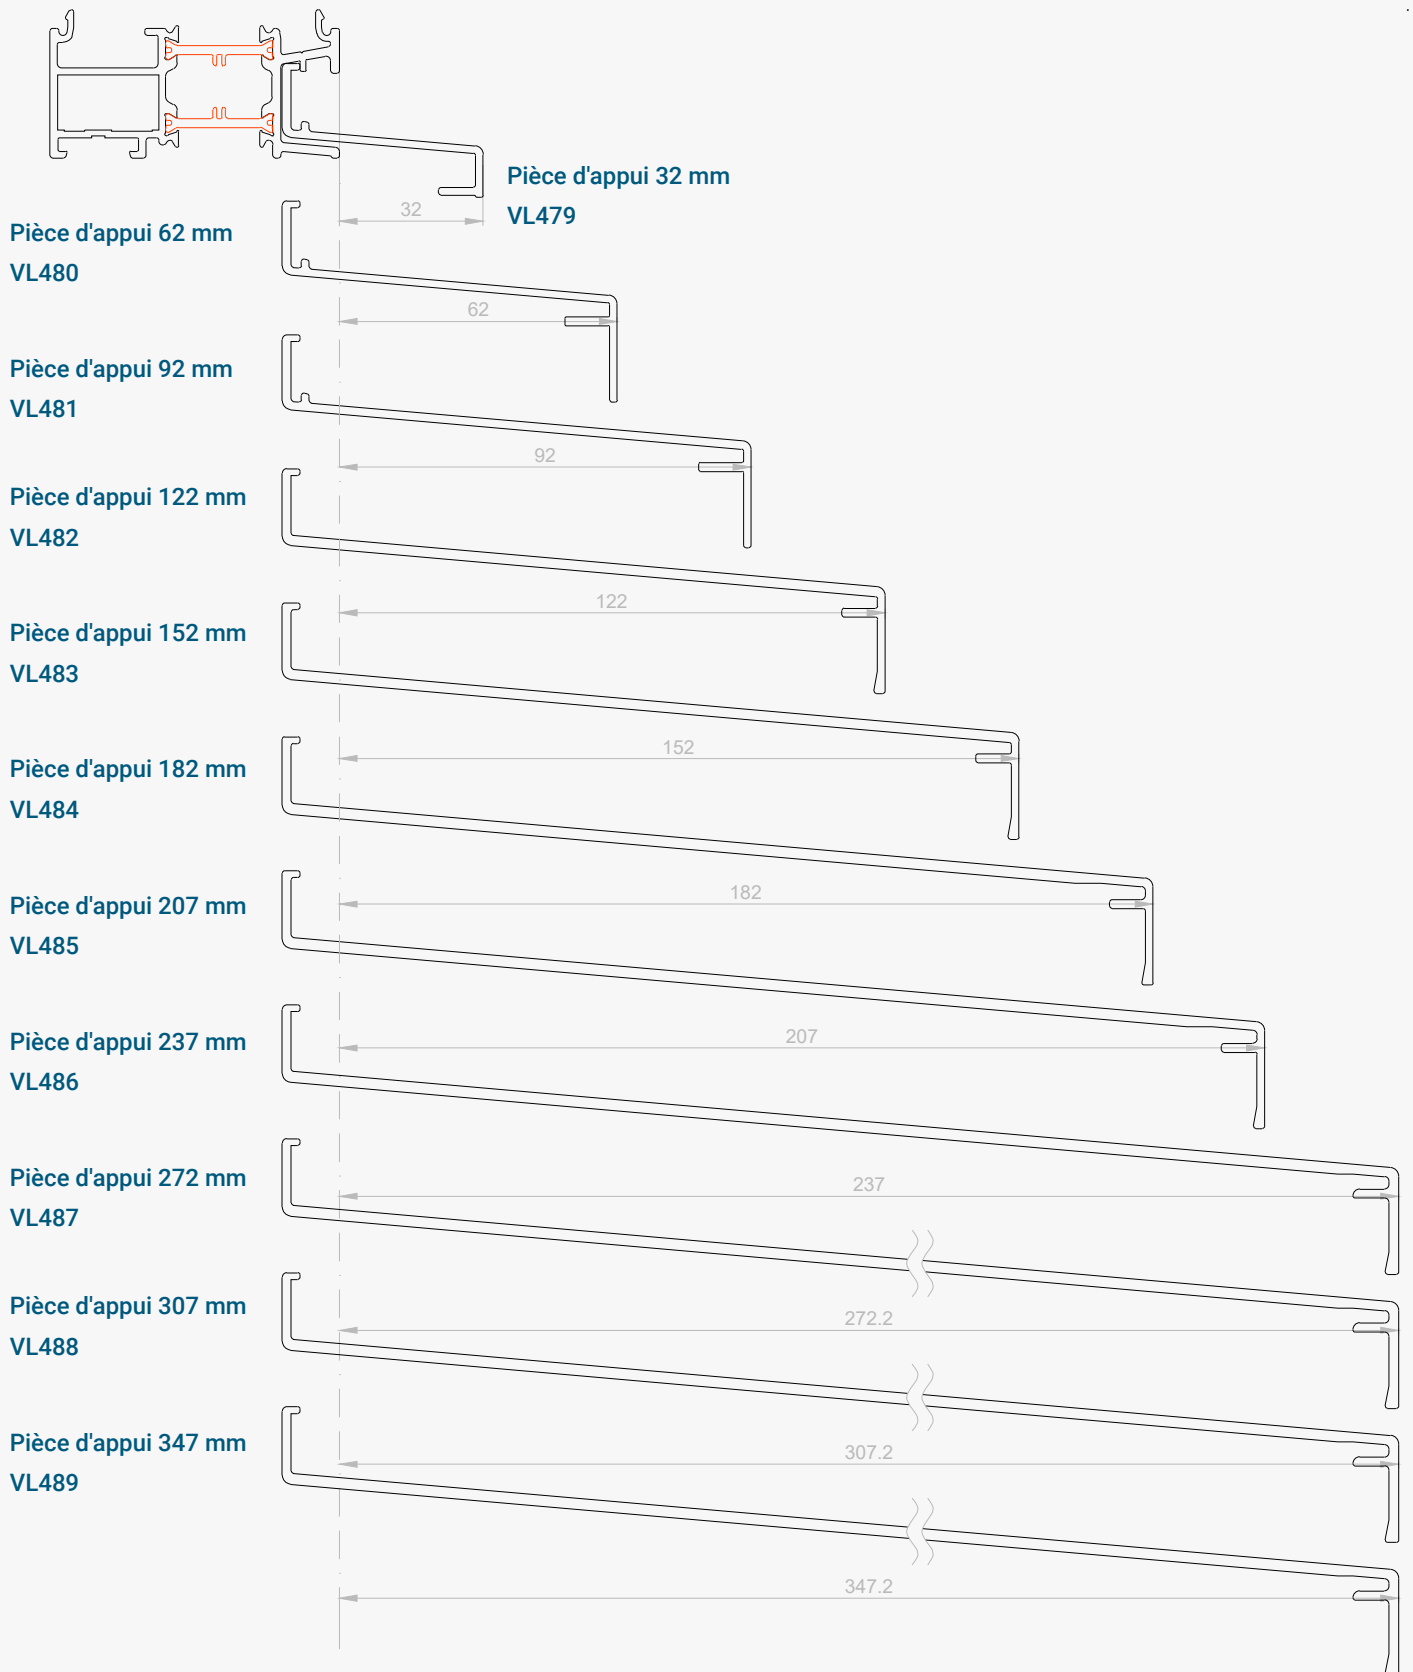 Pièce d'appui 32 mm
VL479
32
Pièce d'appui 62 mm
VL480
62
Pièce d'appui 92 mm
VL481
92
Pièce d'appui 122 mm
VL482
122
Pièce d'appui 152 mm
VL483
152
Pièce d'appui 182 mm
VL484
182
Pièce d'appui 207 mm
VL485
207
Pièce d'appui 237 mm
VL486
237
Pièce d'appui 272 mm
VL487
272.2
Pièce d'appui 307 mm
VL488
307.2
Pièce d'appui 347 mm
VL489
347.2